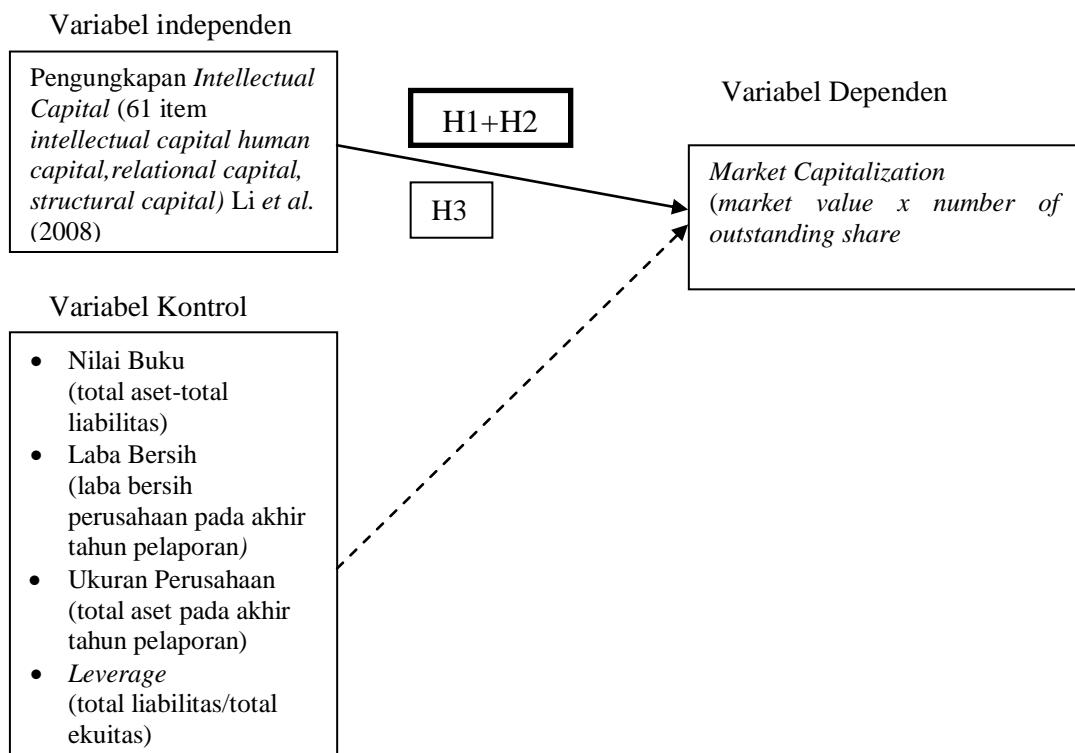 Variabel independen
Pengungkapan Intellectual
Capital (61 item
intellectual capital human
capital,relational capital,
structural capital) Li et al.
(2008)
H1+H2
H3
Variabel Dependen
Market Capitalization
(market value x number of
outstanding share
Variabel Kontrol
• Nilai Buku
(total aset-total
liabilitas)
• Laba Bersih
(laba bersih
perusahaan pada akhir
tahun pelaporan)
• Ukuran Perusahaan
(total aset pada akhir
tahun pelaporan)
• Leverage
(total liabilitas/total
ekuitas)